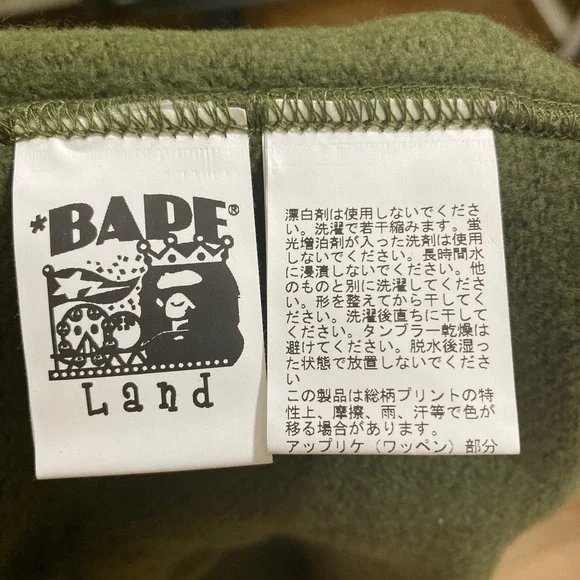 *BAPE®
Land
漂白剤は使用しないでくださ
い。洗濯で若干縮みます。蛍
光増泊剤が入った洗剤は使用
しないでください。長時間水
に浸漬しないでください。他
のものと別に洗濯してくださ
い。形を整えてから干してく
ださい。洗濯後直ちに干して
ください。タンブラー乾燥は
避けてください。脱水後湿っ
た状態で放置しないでくださ
い
この製品は総柄プリントの特
性上、摩擦、雨、汗等で色が
移る場合があります。
アップリケ（ワッペン）部分